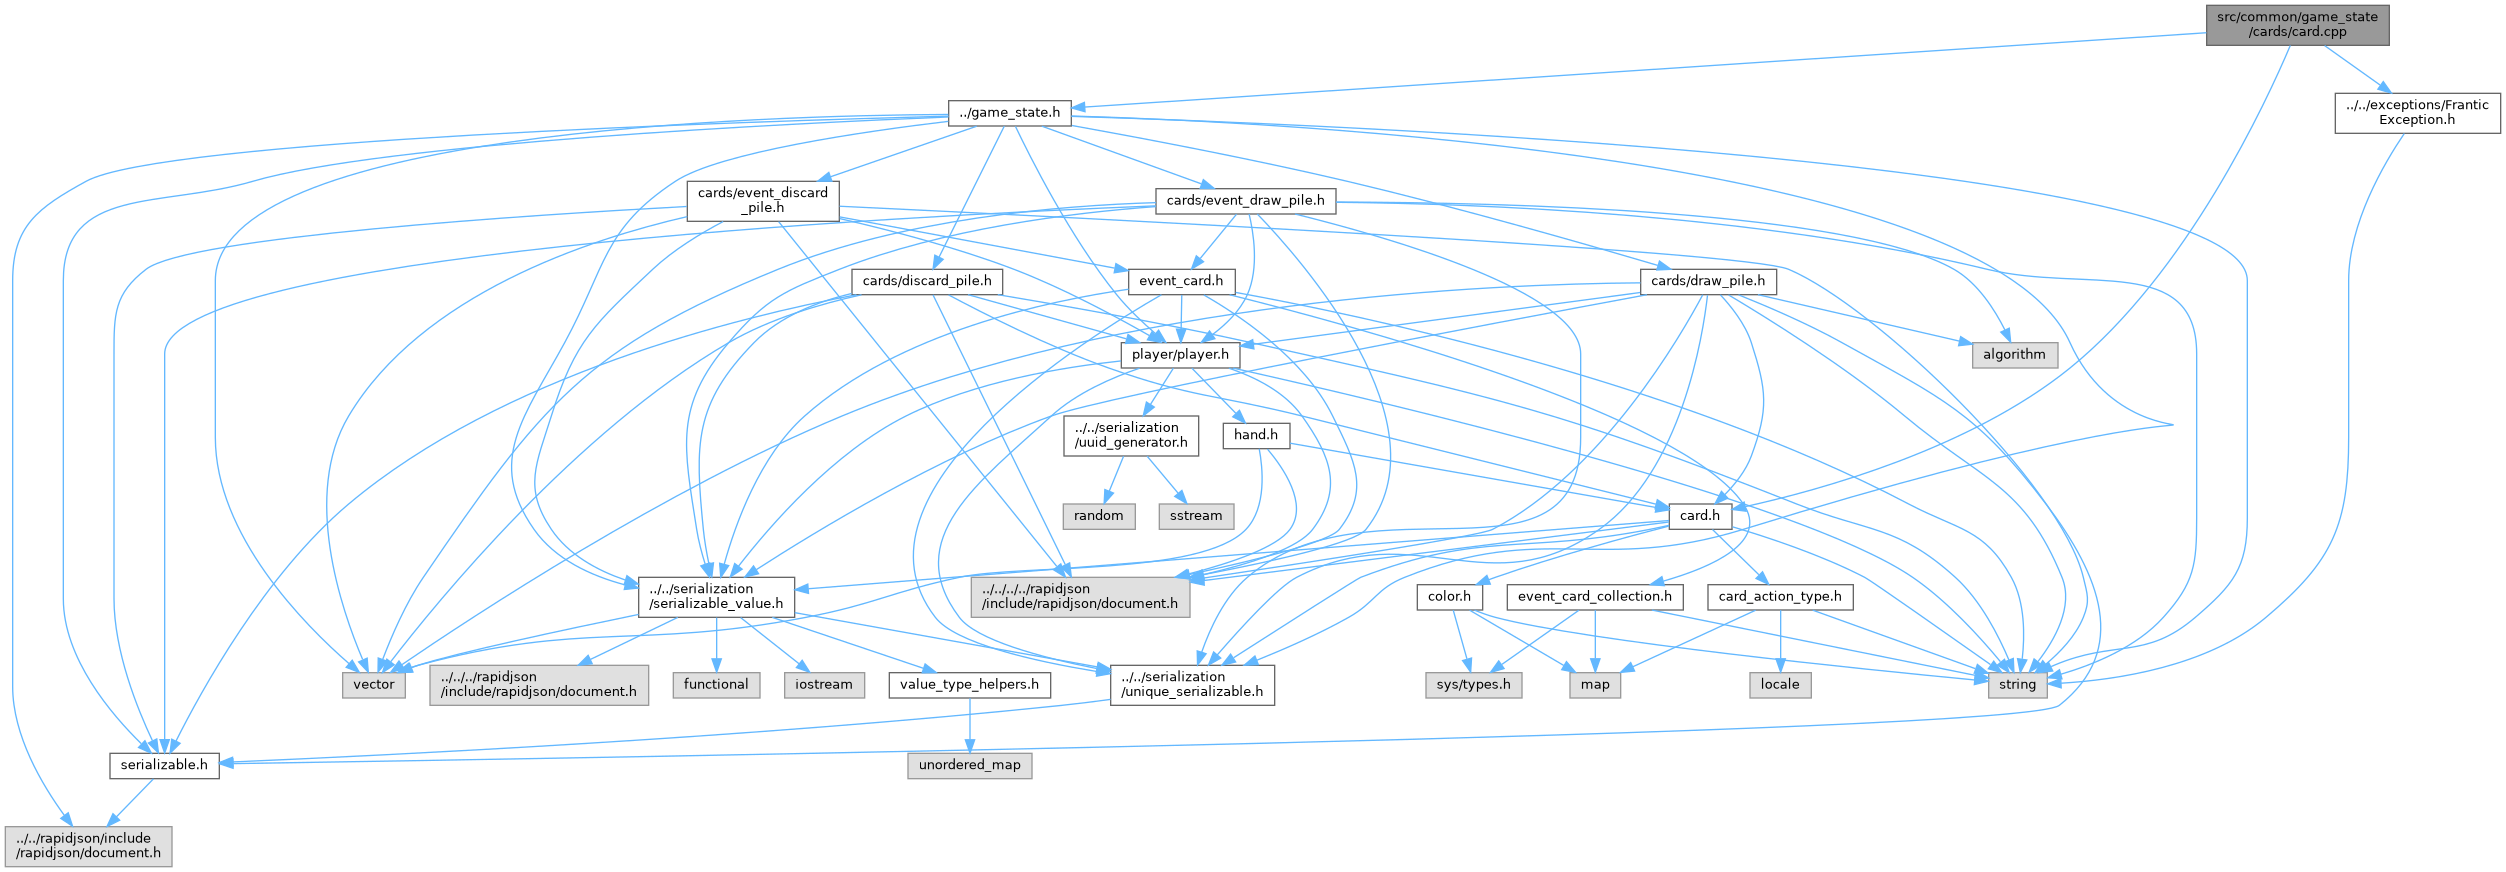 src/common/game_state
/cards/card.cpp
../game_state.h
../../exceptions/Frantic
Exception.h
cards/event_discard
_pile.h
cards/event_draw_pile.h
cards/discard_pile.h
event_card.h
cards/draw_pile.h
player/player.h
algorithm
../../serialization
/uuid_generator.h
hand.h
random
sstream
card.h
../../serialization
/serializable_value.h
../../../../rapidjson
/include/rapidjson/document.h
color.h
event_card_collection.h
card_action_type.h
vector
../../../rapidjson
/include/rapidjson/document.h
functional
iostream
value_type_helpers.h
../../serialization
/unique_serializable.h
sys/types.h
map
locale
string
serializable.h
unordered_map
../../rapidjson/include
/rapidjson/document.h